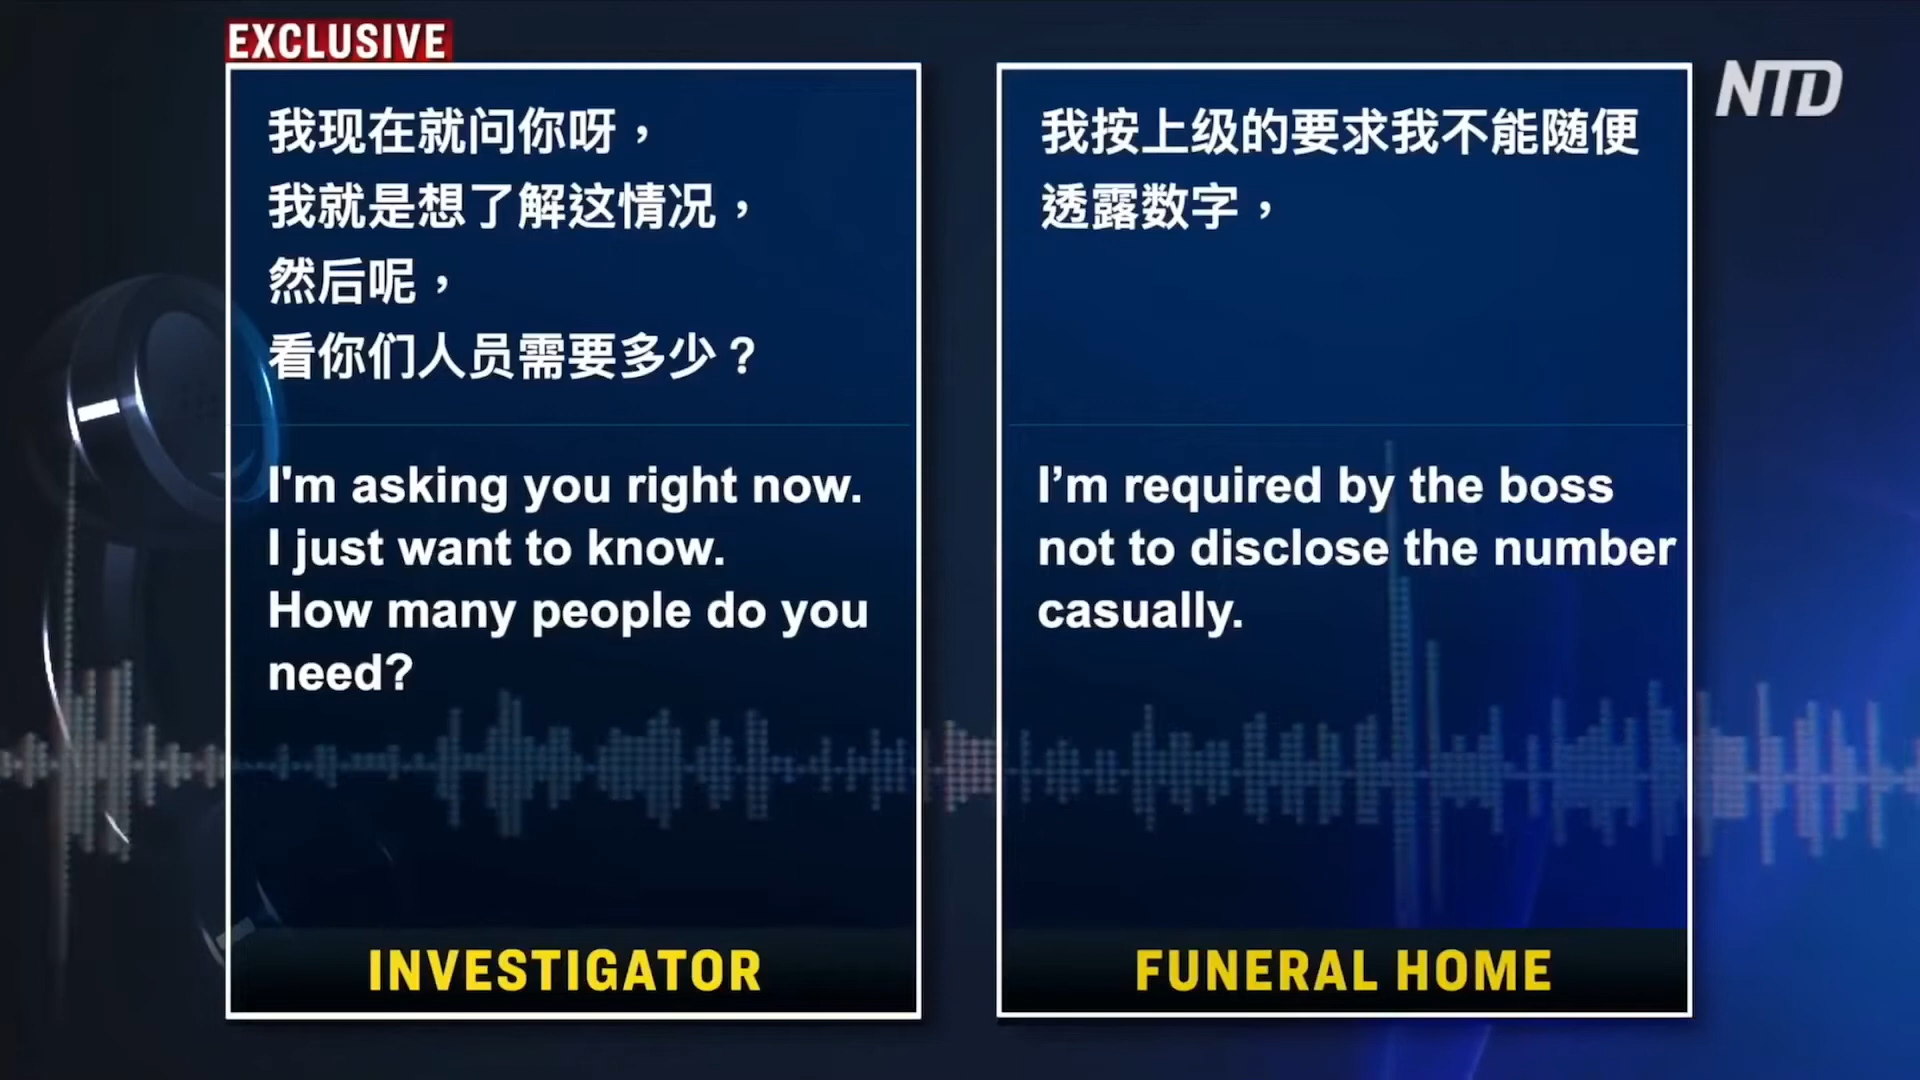 EXCLUSIVE
NTD
我现在就问你呀，
我就是想了解这情况，
然后呢，
看你们人员需要多少？
I'm asking you right now.
I just want to know.
How many people do you
need?
INVESTIGATOR
我按上级的要求我不能随便
透露数字，
I’m required by the boss
not to disclose the number
casually.
FUNERAL HOME